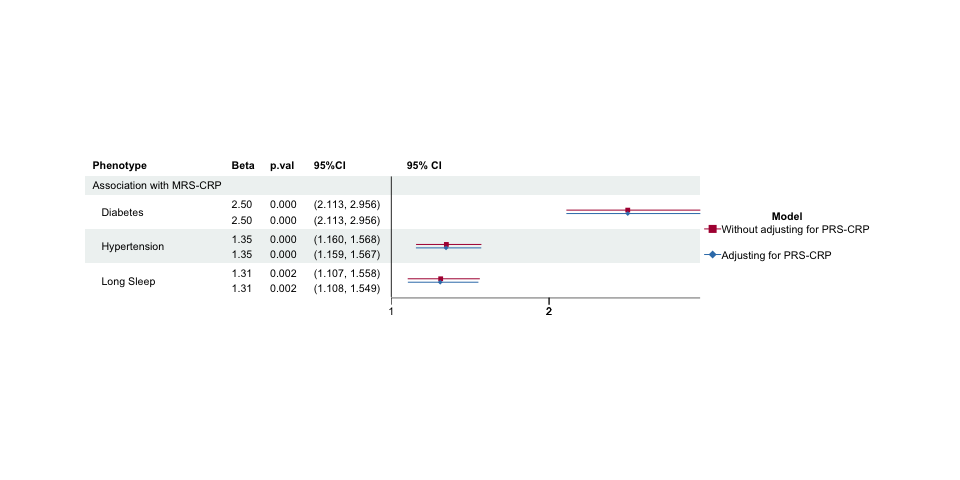 Phenotype Beta p.val 95%CI 95% CI
Association with MRS-CRP
Diabetes
2.50 0.000 (2.113, 2.956)
2.50 0.000 (2.113, 2.956)
Hypertension
1.35 0.000 (1.160, 1.568)
1.35 0.000 (1.159, 1.567)
Long Sleep
1.31 0.002 (1.107, 1.558)
1.31 0.002 (1.108, 1.549)
1 2
Model
Without adjusting for PRS-CRP
Adjusting for PRS-CRP